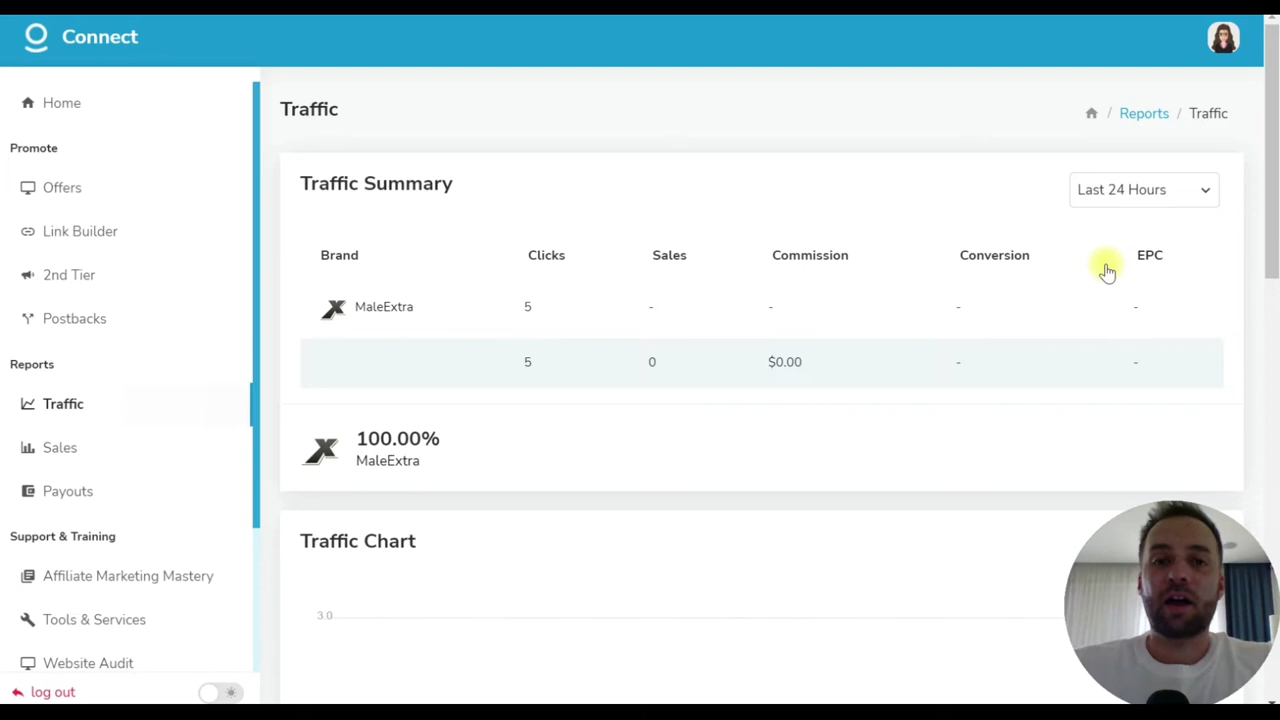 Connect
Home
Promote
Offers
Link Builder
2nd Tier
Postbacks
Reports
Traffic
Sales
Payouts
Support & Training
Affiliate Marketing Mastery
Tools & Services
Website Audit
log out
Traffic
/ Reports / Traffic
Traffic Summary
Last 24 Hours
Brand Clicks Sales Commission Conversion EPC
MaleExtra 5 - - - -
5 0 $0.00 - -
100.00%
MaleExtra
Traffic Chart
3.0